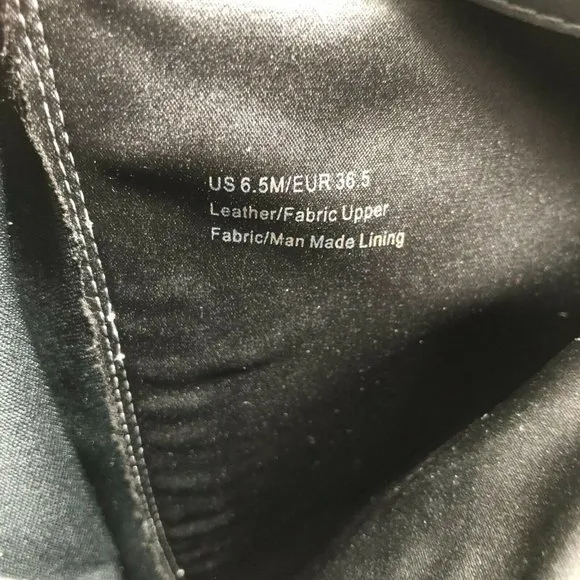 US 6.5M/EUR 36.5
Leather/Fabric Upper
Fabric/Man Made Lining